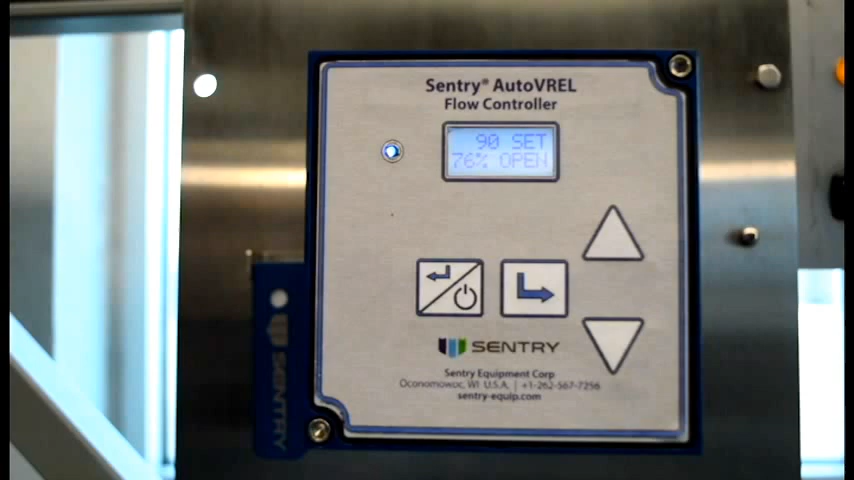 Sentry® AutoVREL
Flow Controller
90 SET
76% OPEN
SENTRY
Sentry Equipment Corp
Oconomowoc, WI U.S.A. | +1-262-567-7256
sentry-equip.com
SENTRY